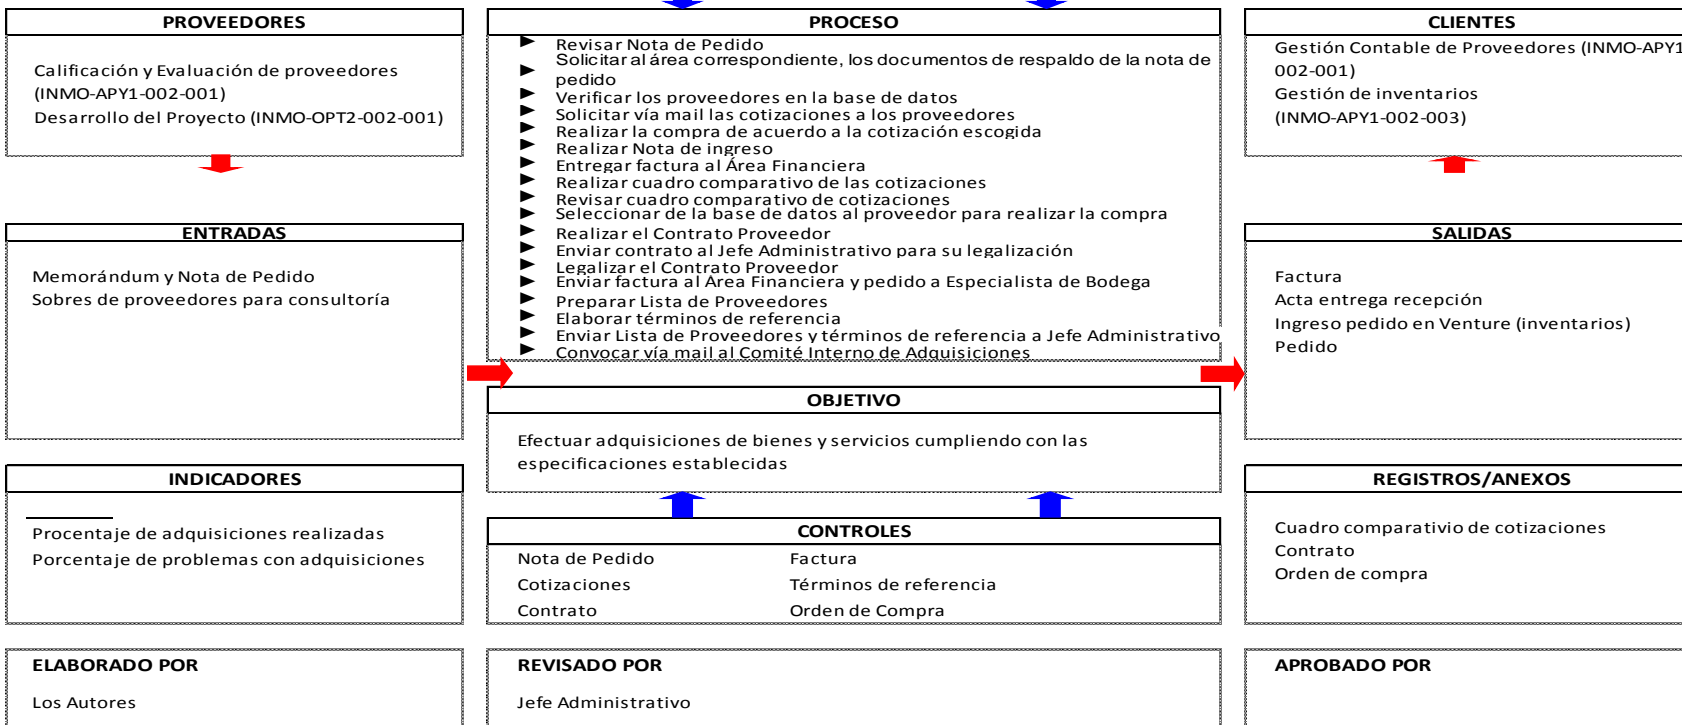 PROVEEDORES
Calificación y Evaluación de proveedores
(INMO-APY1-002-001)
Desarrollo del Proyecto (INMO-OPT2-002-001)
PROCESO
► Revisar Nota de Pedido
► Solicitar al área correspondiente, los documentos de respaldo de la nota de
pedido
► Verificar los proveedores en la base de datos
► Solicitar vía mail las cotizaciones a los proveedores
► Realizar la compra de acuerdo a la cotización escogida
► Realizar Nota de ingreso
► Entregar factura al Área Financiera
► Realizar cuadro comparativo de las cotizaciones
► Revisar cuadro comparativo de cotizaciones
► Seleccionar de la base de datos al proveedor para realizar la compra
► Realizar el Contrato Proveedor
► Enviar contrato al Jefe Administrativo para su legalización
► Legalizar el Contrato Proveedor
► Enviar factura al Área Financiera y pedido a Especialista de Bodega
► Preparar Lista de Proveedores
► Elaborar términos de referencia
► Enviar Lista de Proveedores y términos de referencia a Jefe Administrativo
► Convocar vía mail al Comité Interno de Adquisiciones
CLIENTES
Gestión Contable de Proveedores (INMO-APY1
002-001)
Gestión de inventarios
(INMO-APY1-002-003)
ENTRADAS
Memorándum y Nota de Pedido
Sobres de proveedores para consultoría
SALIDAS
Factura
Acta entrega recepción
Ingreso pedido en Venture (inventarios)
Pedido
OBJETIVO
Efectuar adquisiciones de bienes y servicios cumpliendo con las
especificaciones establecidas
INDICADORES
Procentaje de adquisiciones realizadas
Porcentaje de problemas con adquisiciones
CONTROLES
Nota de Pedido Factura
Cotizaciones Términos de referencia
Contrato Orden de Compra
REGISTROS/ANEXOS
Cuadro comparativio de cotizaciones
Contrato
Orden de compra
ELABORADO POR
Los Autores
REVISADO POR
Jefe Administrativo
APROBADO POR